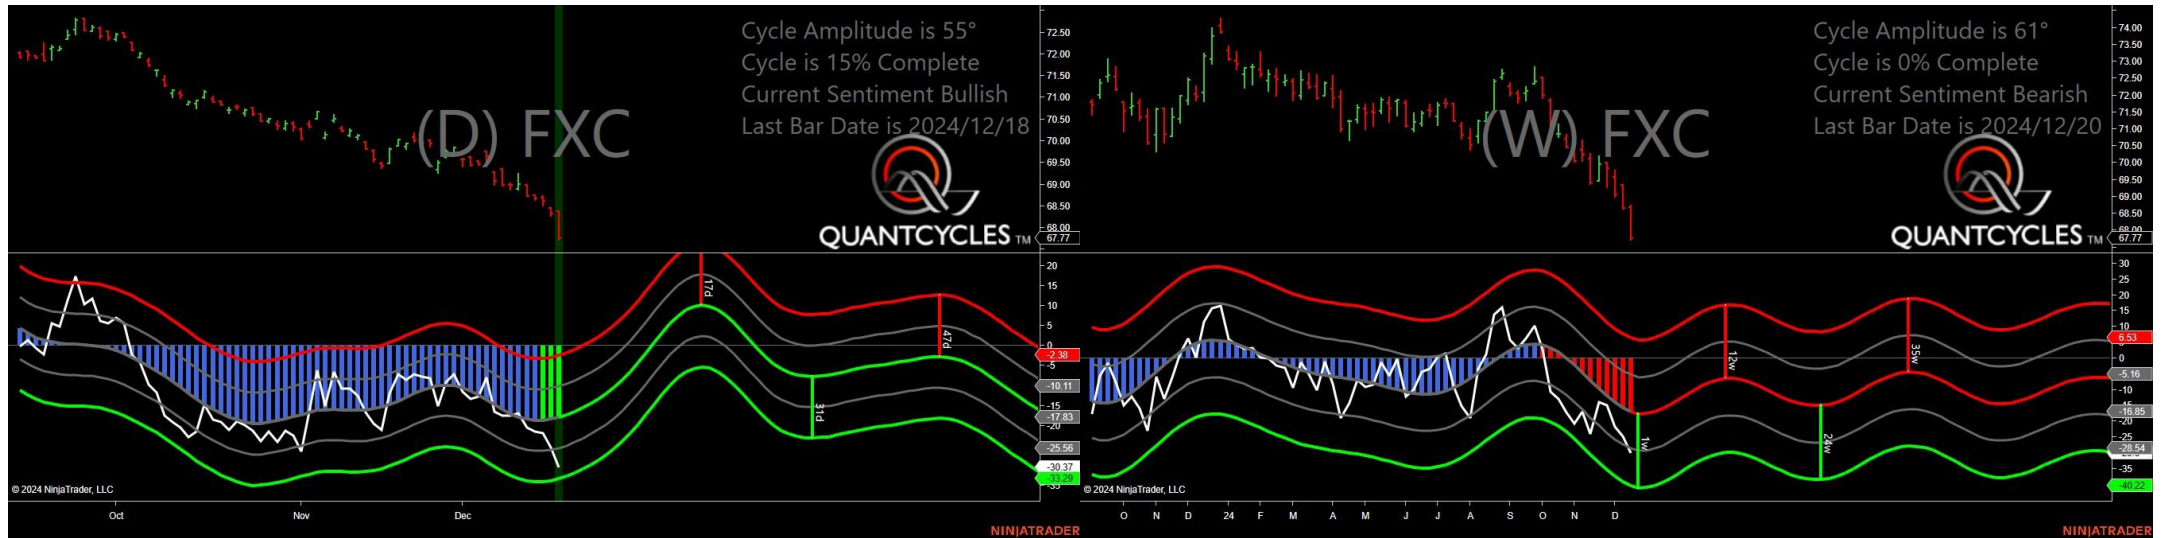 Cycle Amplitude is 55°
Cycle is 15% Complete
Current Sentiment Bullish
Last Bar Date is 2024/12/18
(D) FXC
QUANTCYCLES TM
72.50
72.00
71.50
71.00
70.50
70.00
69.50
69.00
68.50
68.00
67.77
20
15
10
5
0
-2.38
-5
-10.11
-15
-17.83
-20
-25.56
-30.37
-33.29
-35
17d
31d
47d
© 2024 NinjaTrader, LLC
Oct
Nov
Dec
NINJATRADER
Cycle Amplitude is 61°
Cycle is 0% Complete
Current Sentiment Bearish
Last Bar Date is 2024/12/20
(W) FXC
QUANTCYCLES TM
74.00
73.50
73.00
72.50
72.00
71.50
71.00
70.50
70.00
69.50
69.00
68.50
68.00
67.77
30
25
20
15
10
6.53
0
-5.16
-10
-16.85
-20
-25
-28.54
-35
-40.22
1w
12w
24w
35w
© 2024 NinjaTrader, LLC
O
N
D
24
F
M
A
M
J
J
A
S
O
N
D
NINJATRADER